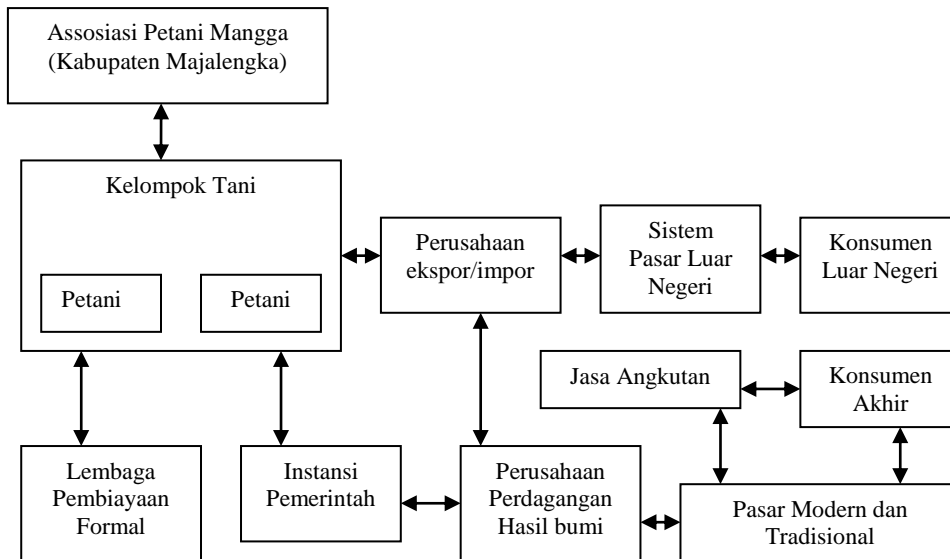 Assosiasi Petani Mangga
(Kabupaten Majalengka)
Kelompok Tani
Petani
Petani
Perusahaan
ekspor/impor
Sistem
Pasar Luar
Negeri
Konsumen
Luar Negeri
Jasa Angkutan
Konsumen
Akhir
Lembaga
Pembiayaan
Formal
Instansi
Pemerintah
Perusahaan
Perdagangan
Hasil bumi
Pasar Modern dan
Tradisional